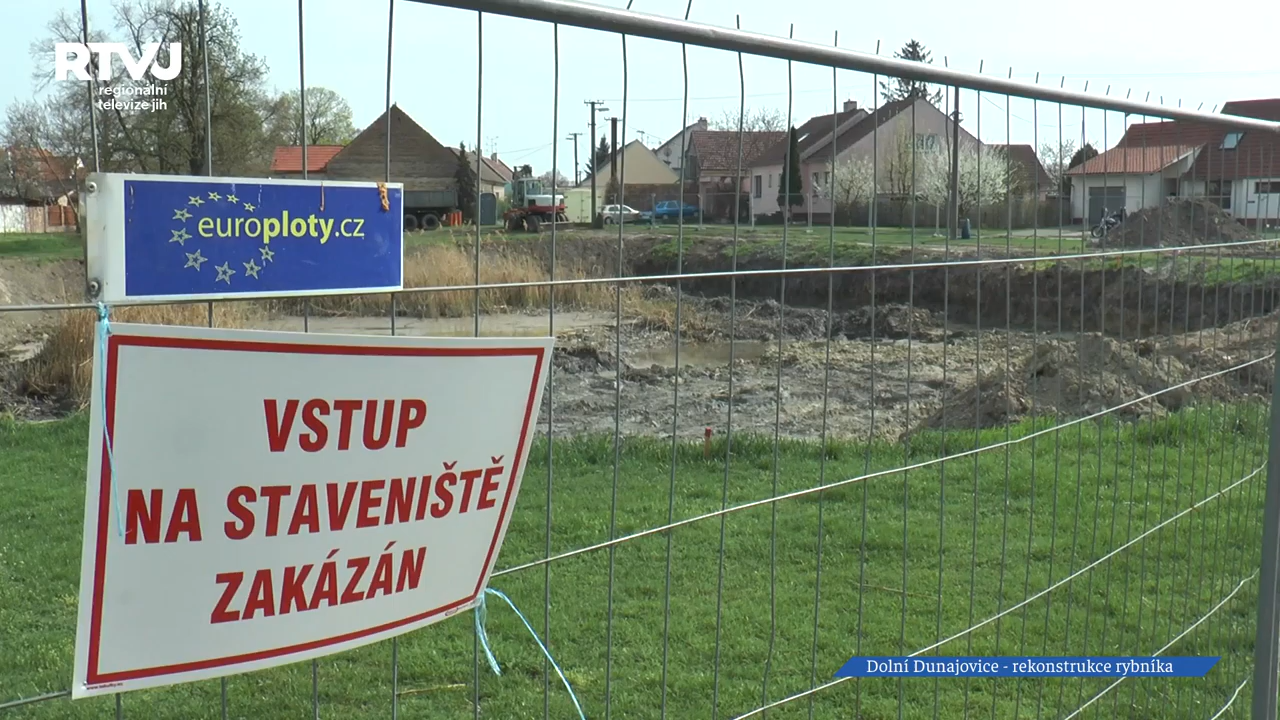 RTVJ
regionální
televize jih
europloty.cz
VSTUP
NA STAVENIŠTĚ
ZAKÁZÁN
Dolní Dunajovice - rekonstrukce rybníka